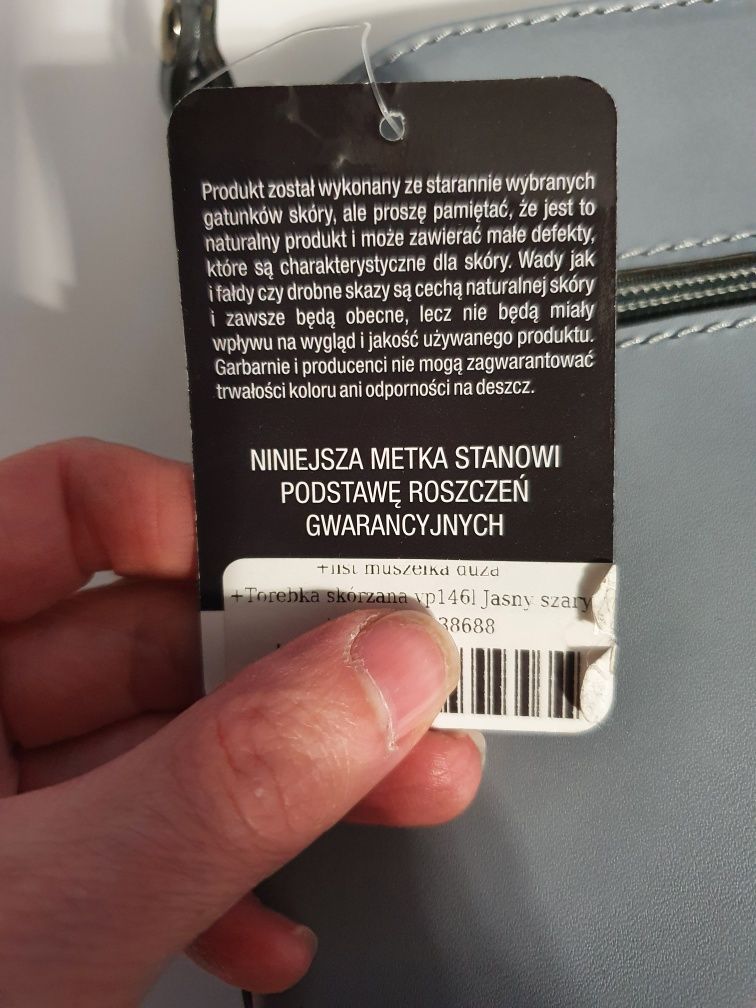 Produkt został wykonany ze starannie wybranych
gatunków skóry, ale proszę pamiętać, że jest to
naturalny produkt i może zawierać małe defekty,
które są charakterystyczne dla skóry. Wady jak
i fałdy czy drobne skazy są cechą naturalnej skóry
i zawsze będą obecne, lecz nie będą miały
wpływu na wygląd i jakość używanego produktu.
Garbarnie i producenci nie mogą zagwarantować
trwałości koloru ani odporności na deszcz.
NINIEJSZA METKA STANOWI
PODSTAWĘ ROSZCZEŃ
GWARANCYJNYCH
+list muszelka duża
+Torebka skórzana vp146l Jasny szary
38688